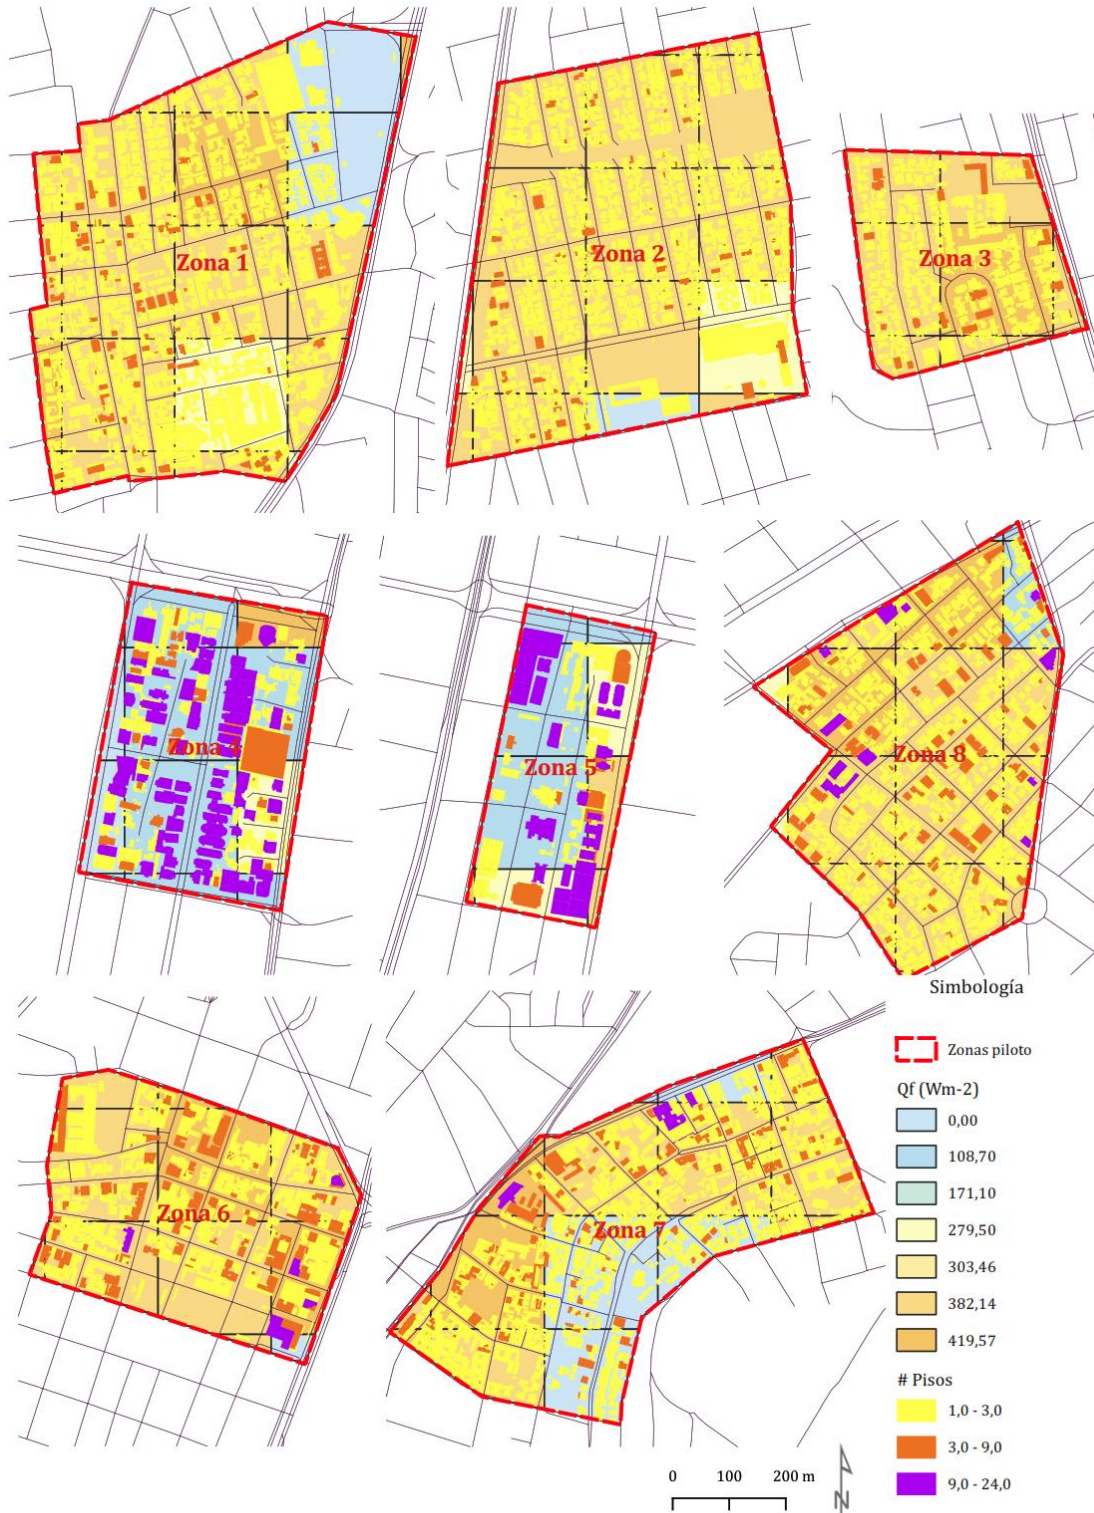 Zona 1
Zona 2
Zona 3
Zona 4
Zona 5
Zona 8
Zona 6
Zona 7
Simbología
Zonas piloto
Qf (Wm-2)
0,00
108,70
171,10
279,50
303,46
382,14
419,57
# Pisos
1,0 - 3,0
3,0 - 9,0
9,0 - 24,0
0 100 200 m
N